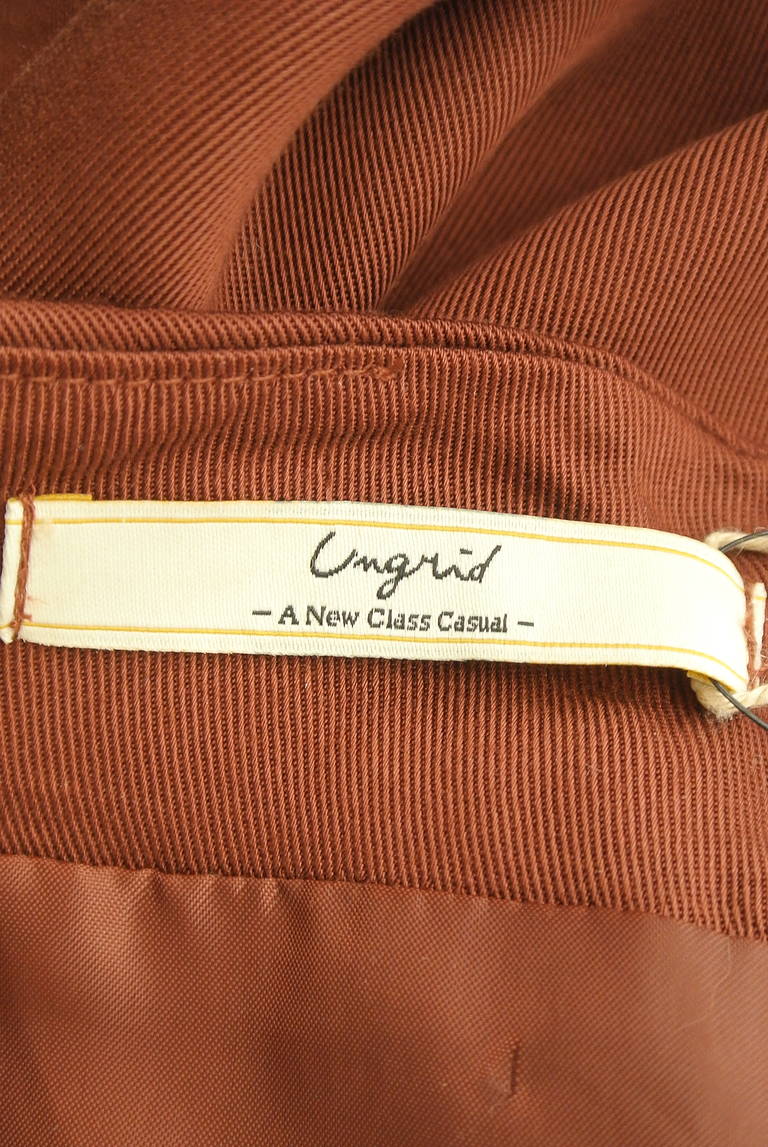 Ungrid
– A New Class Casual –